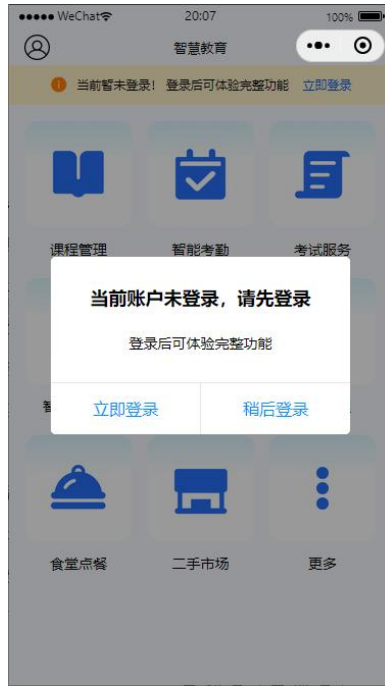 ●●●●● WeChat 20:07 100%
智慧教育
当前暂未登录! 登录后可体验完整功能 立即登录
课程管理 智能考勤 考试服务
当前账户未登录，请先登录
登录后可体验完整功能
立即登录 稍后登录
食堂点餐 二手市场 更多